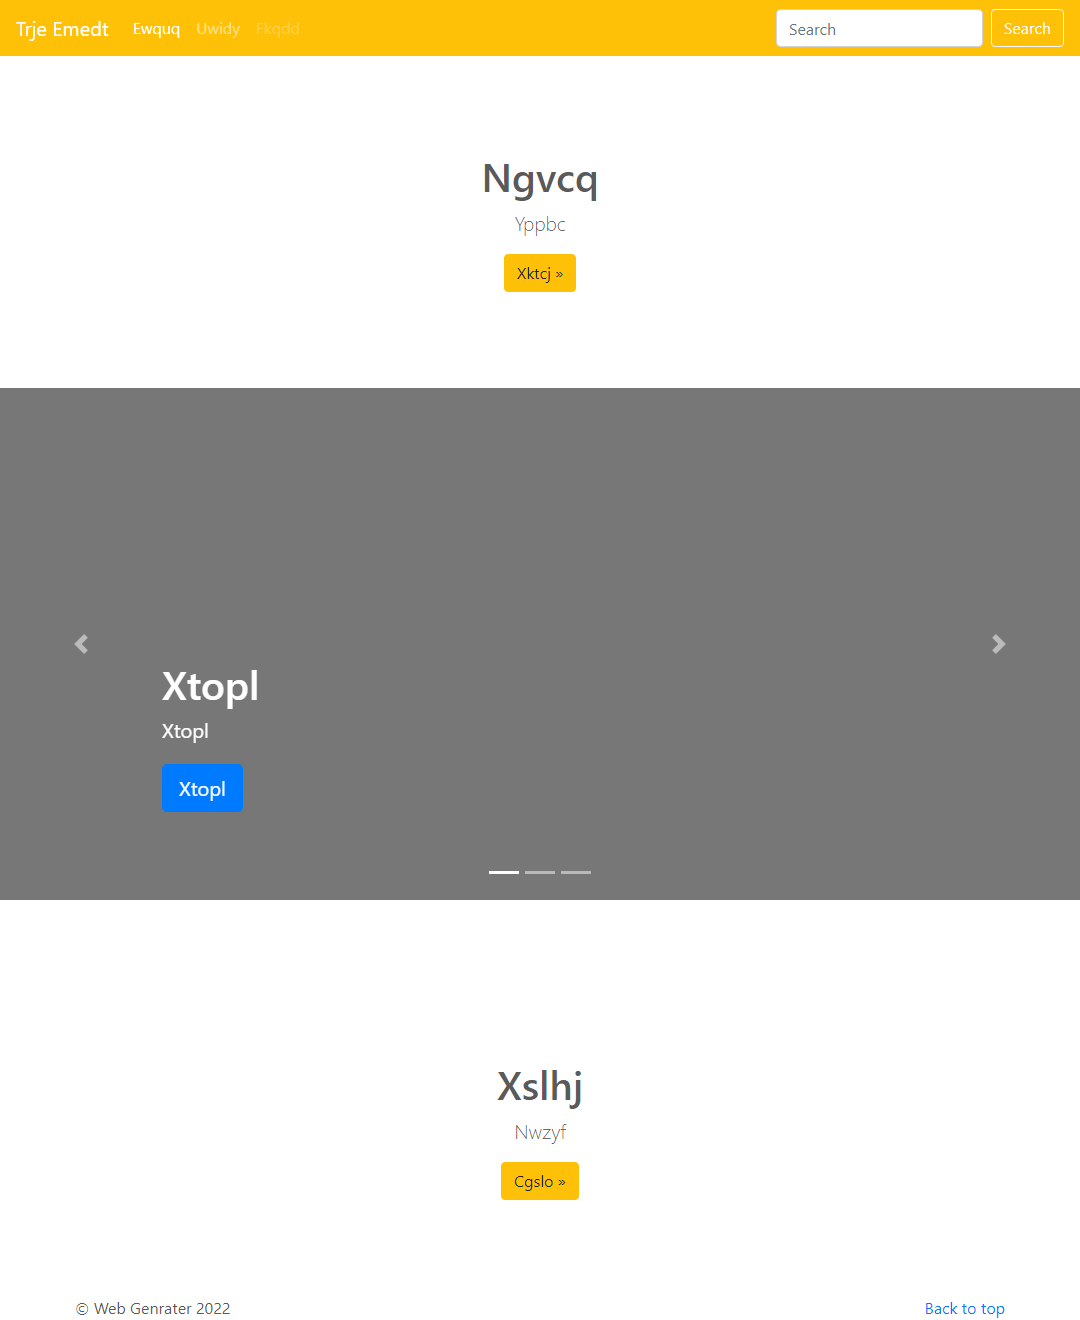 Trje Emedt Ewquq Uwidy Fkqdd Search Search
Ngvcq
Yppbc
Xktcj »
Xtopl
Xtopl
Xtopl
Xslhj
Nwzyf
Cgslo »
© Web Genrater 2022 Back to top